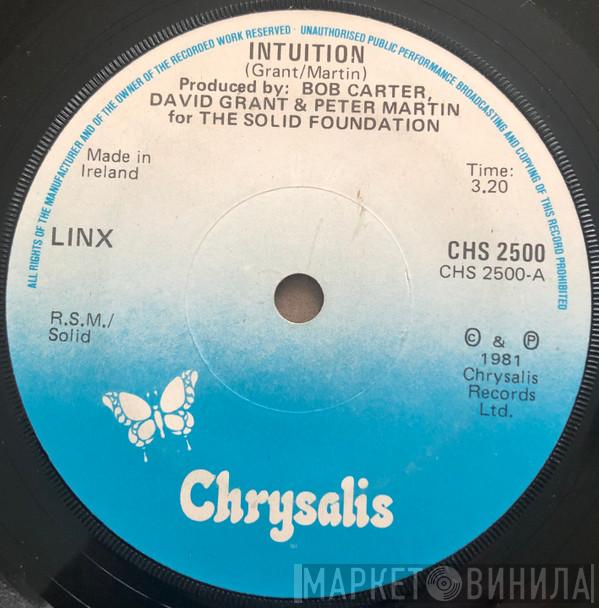 ALL RIGHTS OF THE MANUFACTURER AND OF THE OWNER OF THE RECORDED WORK RESERVED · UNAUTHORISED PUBLIC PERFORMANCE BROADCASTING AND COPYING OF THIS RECORD PROHIBITED
INTUITION
(Grant/Martin)
Produced by: BOB CARTER,
DAVID GRANT & PETER MARTIN
for THE SOLID FOUNDATION
Made in
Ireland
Time:
3.20
LINX
CHS 2500
CHS 2500-A
R.S.M./
Solid
© & ℗
1981
Chrysalis
Records
Ltd.
Chrysalis
МАРКЕТ ВИНИЛА